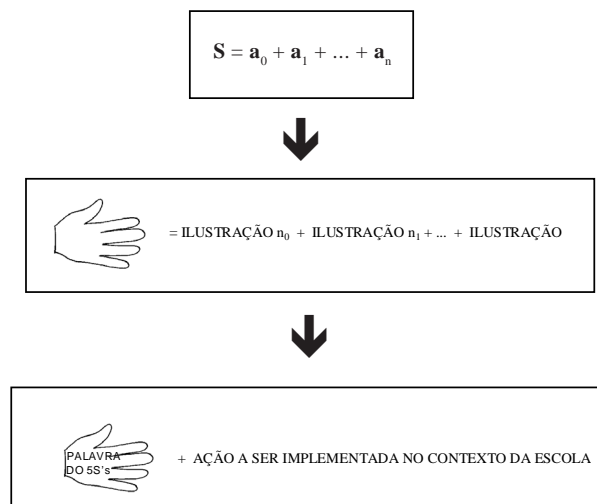 S = a₀ + a₁ + ... + aₙ
= ILUSTRAÇÃO n₀ + ILUSTRAÇÃO n₁ + ... + ILUSTRAÇÃO
PALAVRA
DO 5S's
+ AÇÃO A SER IMPLEMENTADA NO CONTEXTO DA ESCOLA